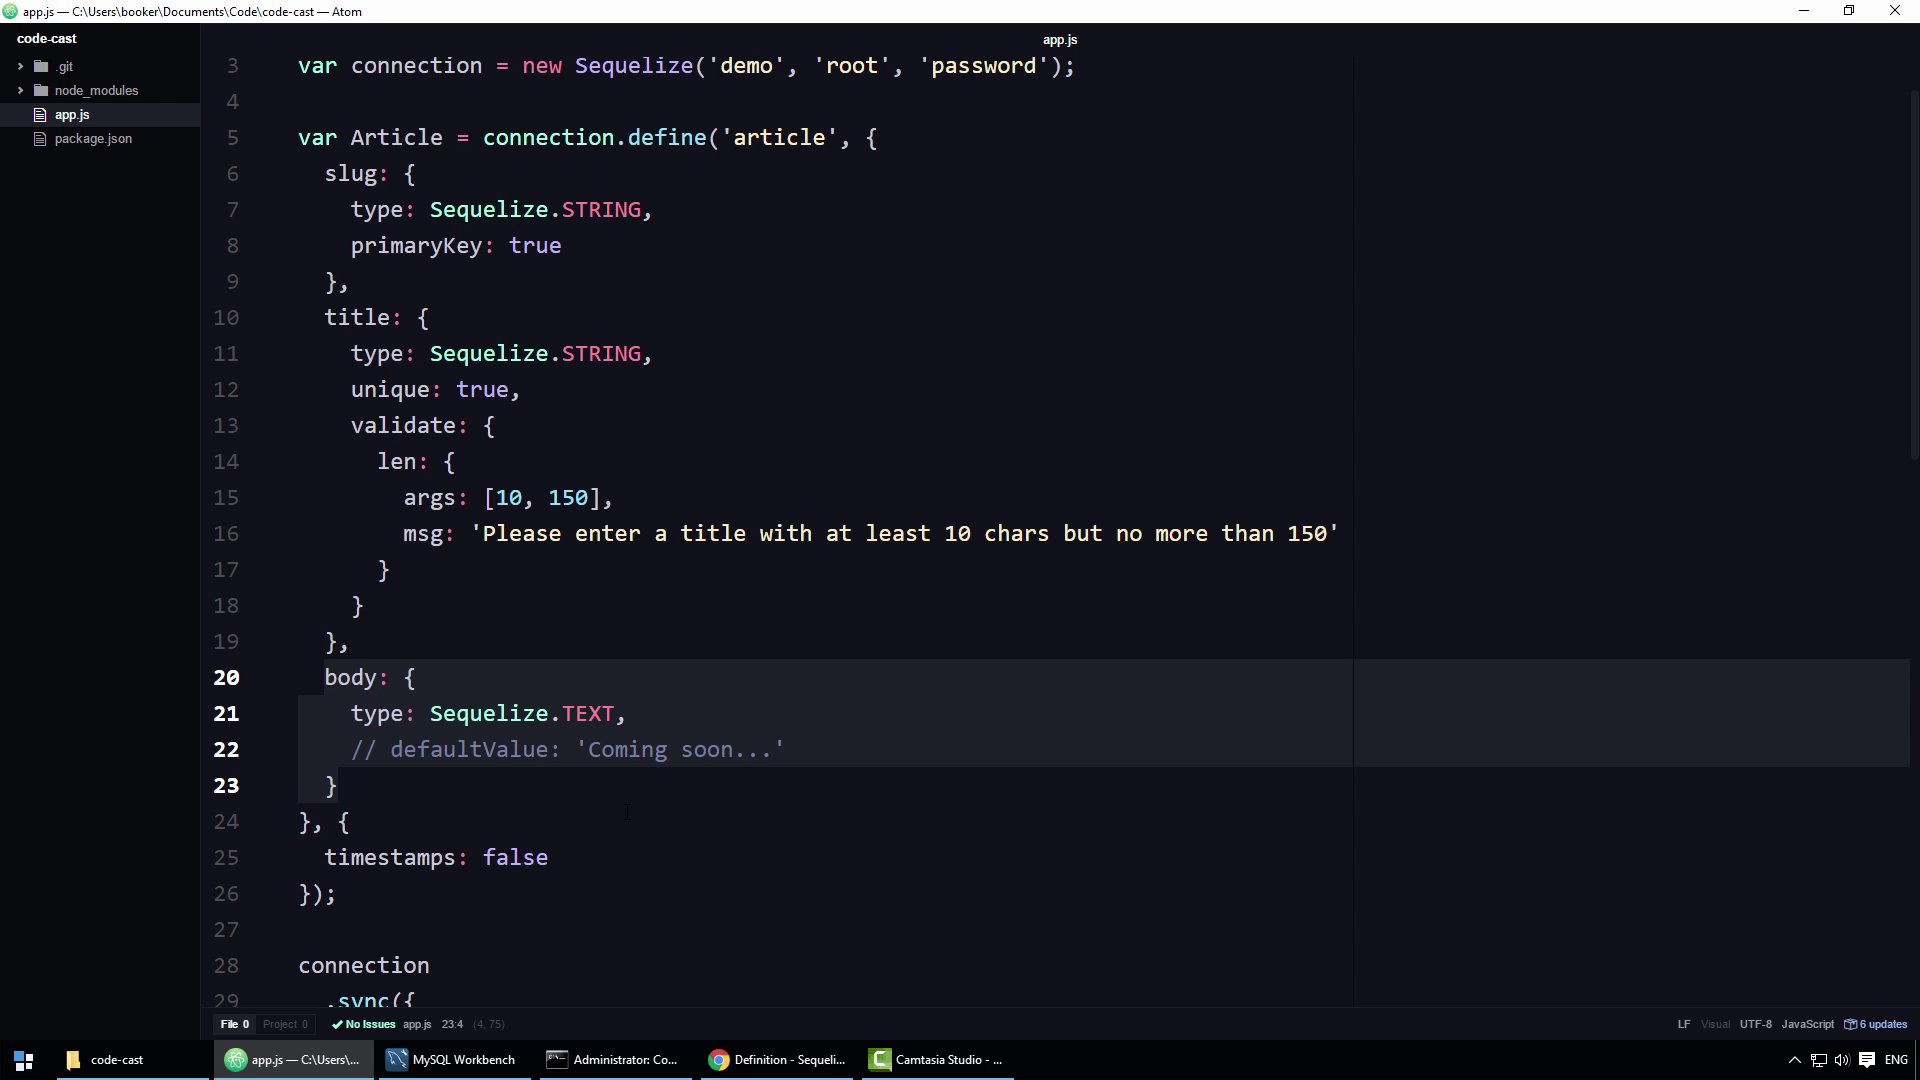 app.js — C:\Users\booker\Documents\Code\code-cast — Atom
code-cast
.git
node_modules
app.js
package.json
app.js
3 var connection = new Sequelize('demo', 'root', 'password');
4
5 var Article = connection.define('article', {
6 slug: {
7 type: Sequelize.STRING,
8 primaryKey: true
9 },
10 title: {
11 type: Sequelize.STRING,
12 unique: true,
13 validate: {
14 len: {
15 args: [10, 150],
16 msg: 'Please enter a title with at least 10 chars but no more than 150'
17 }
18 }
19 },
20 body: {
21 type: Sequelize.TEXT,
22 // defaultValue: 'Coming soon...'
23 }
24 }, {
25 timestamps: false
26 });
27
28 connection
29 .sync({
File 0 Project 0 No Issues app.js 23:4 (4, 75) LF Visual UTF-8 JavaScript 6 updates
code-cast app.js — C:\Users\... MySQL Workbench Administrator: Co... Definition - Sequeli... Camtasia Studio - ... ENG